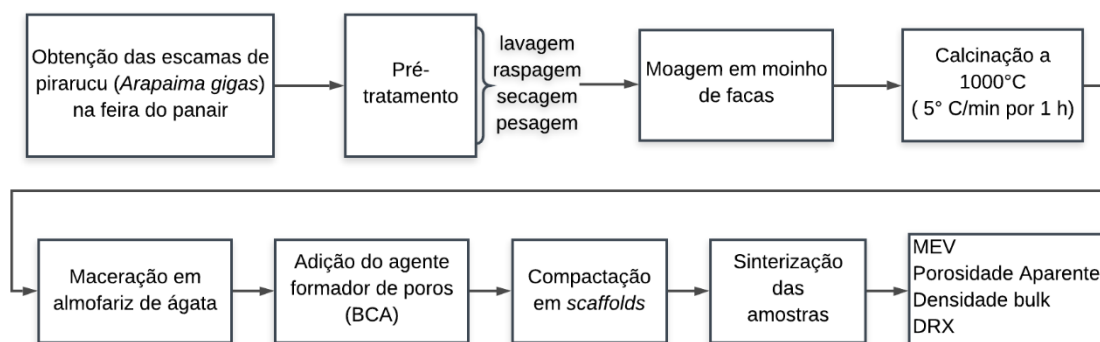 Obtenção das escamas de
pirarucu (Arapaima gigas)
na feira do panair
Pré-
tratamento
lavagem
raspagem
secagem
pesagem
Moagem em moinho
de facas
Calcinação a
1000°C
( 5° C/min por 1 h)
Maceração em
almofariz de ágata
Adição do agente
formador de poros
(BCA)
Compactação
em scaffolds
Sinterização
das
amostras
MEV
Porosidade Aparente
Densidade bulk
DRX